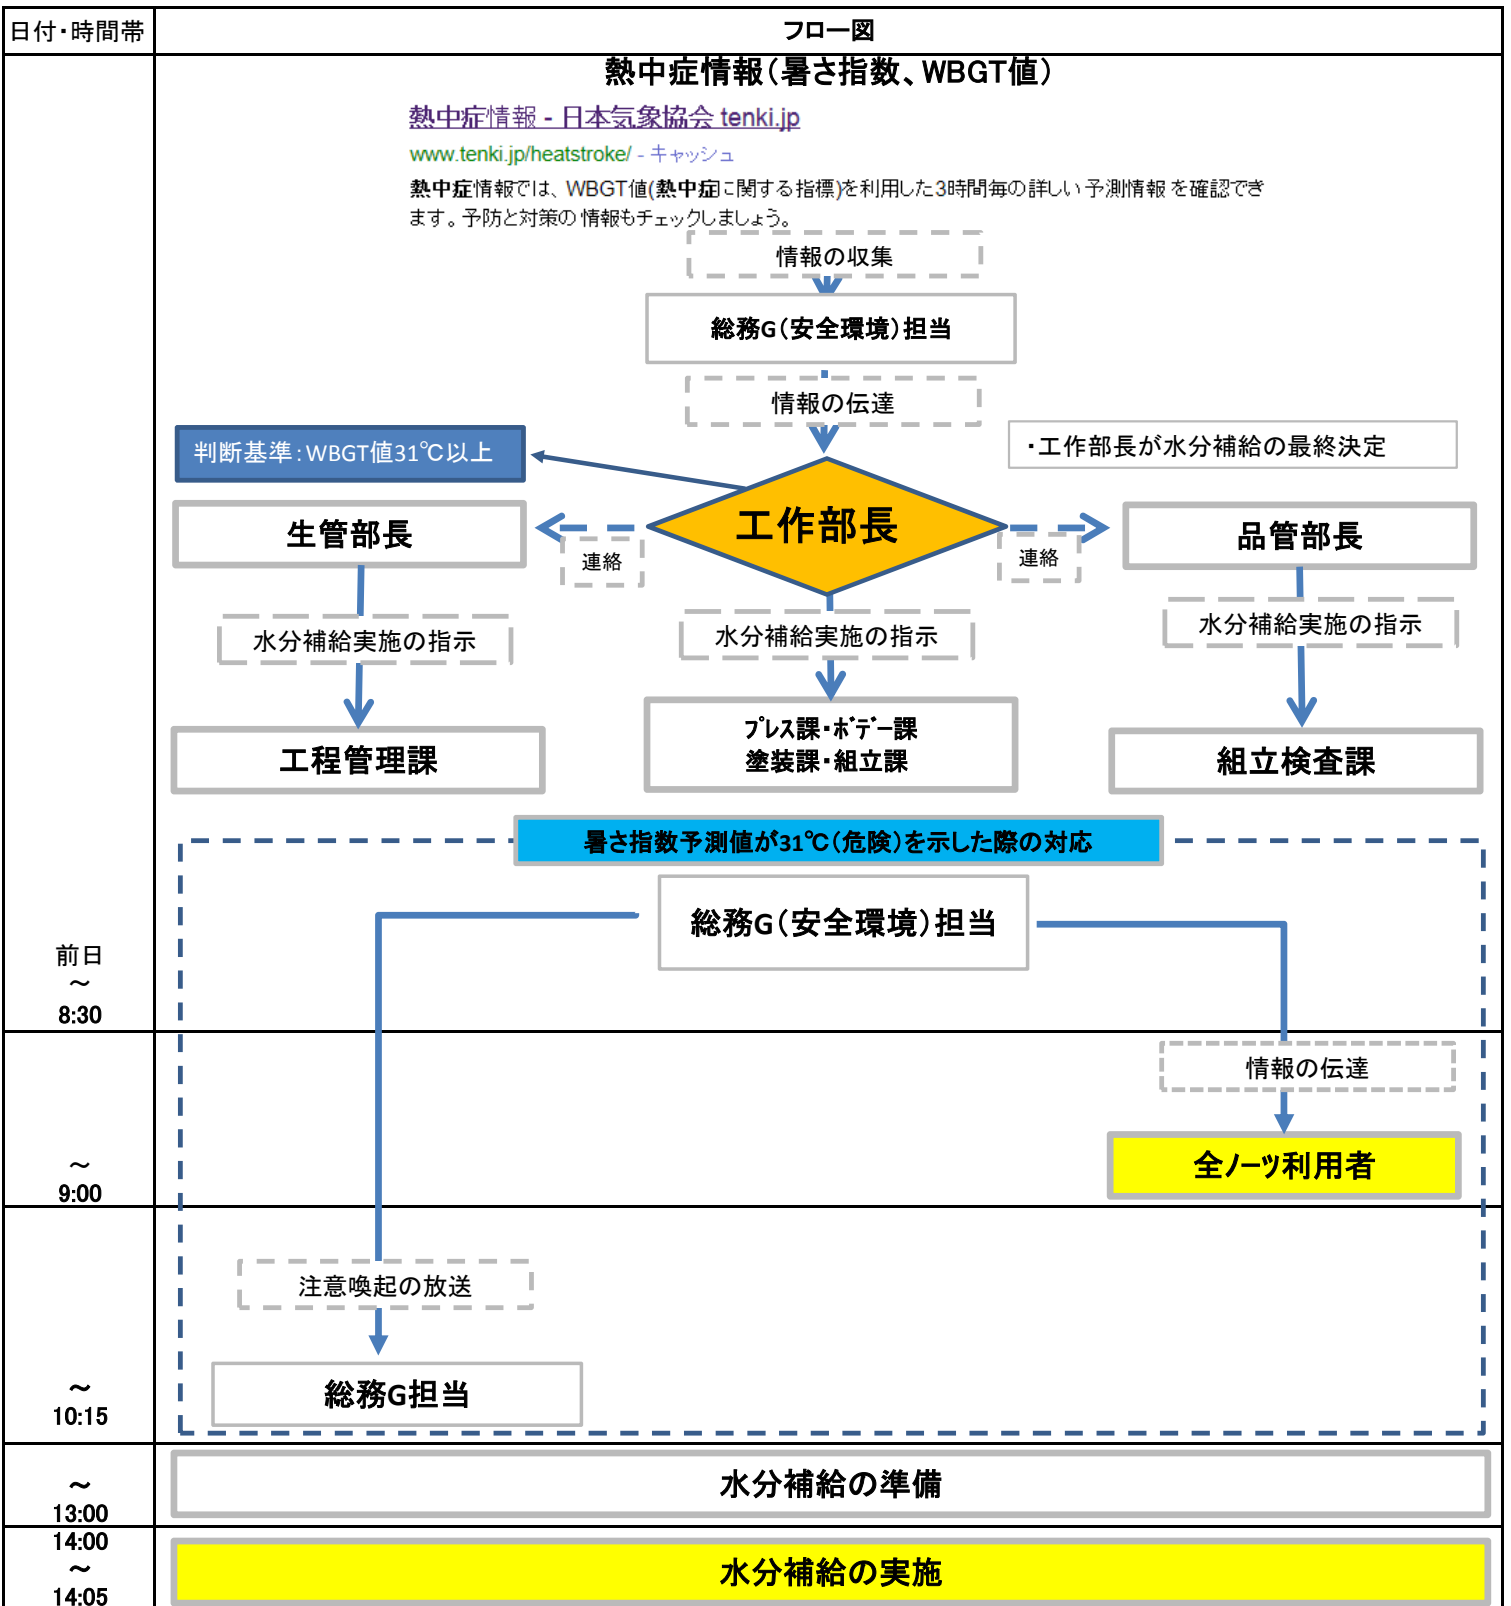 日付・時間帯
フロー図
熱中症情報（暑さ指数、WBGT値）
熱中症情報 - 日本気象協会 tenki.jp
www.tenki.jp/heatstroke/ - キャッシュ
熱中症情報では、WBGT値(熱中症に関する指標)を利用した3時間毎の詳しい予測情報を確認でき
ます。予防と対策の情報もチェックしましょう。
情報の収集
総務G（安全環境）担当
情報の伝達
判断基準：WBGT値31℃以上
・工作部長が水分補給の最終決定
生管部長
工作部長
品管部長
連絡
連絡
水分補給実施の指示
水分補給実施の指示
水分補給実施の指示
工程管理課
ﾌﾟﾚｽ課・ﾎﾞﾃﾞｰ課
塗装課・組立課
組立検査課
暑さ指数予測値が31℃（危険）を示した際の対応
総務G（安全環境）担当
前日
～
8:30
情報の伝達
全ﾉｰﾂ利用者
～
9:00
注意喚起の放送
総務G担当
～
10:15
～
13:00
水分補給の準備
14:00
～
14:05
水分補給の実施